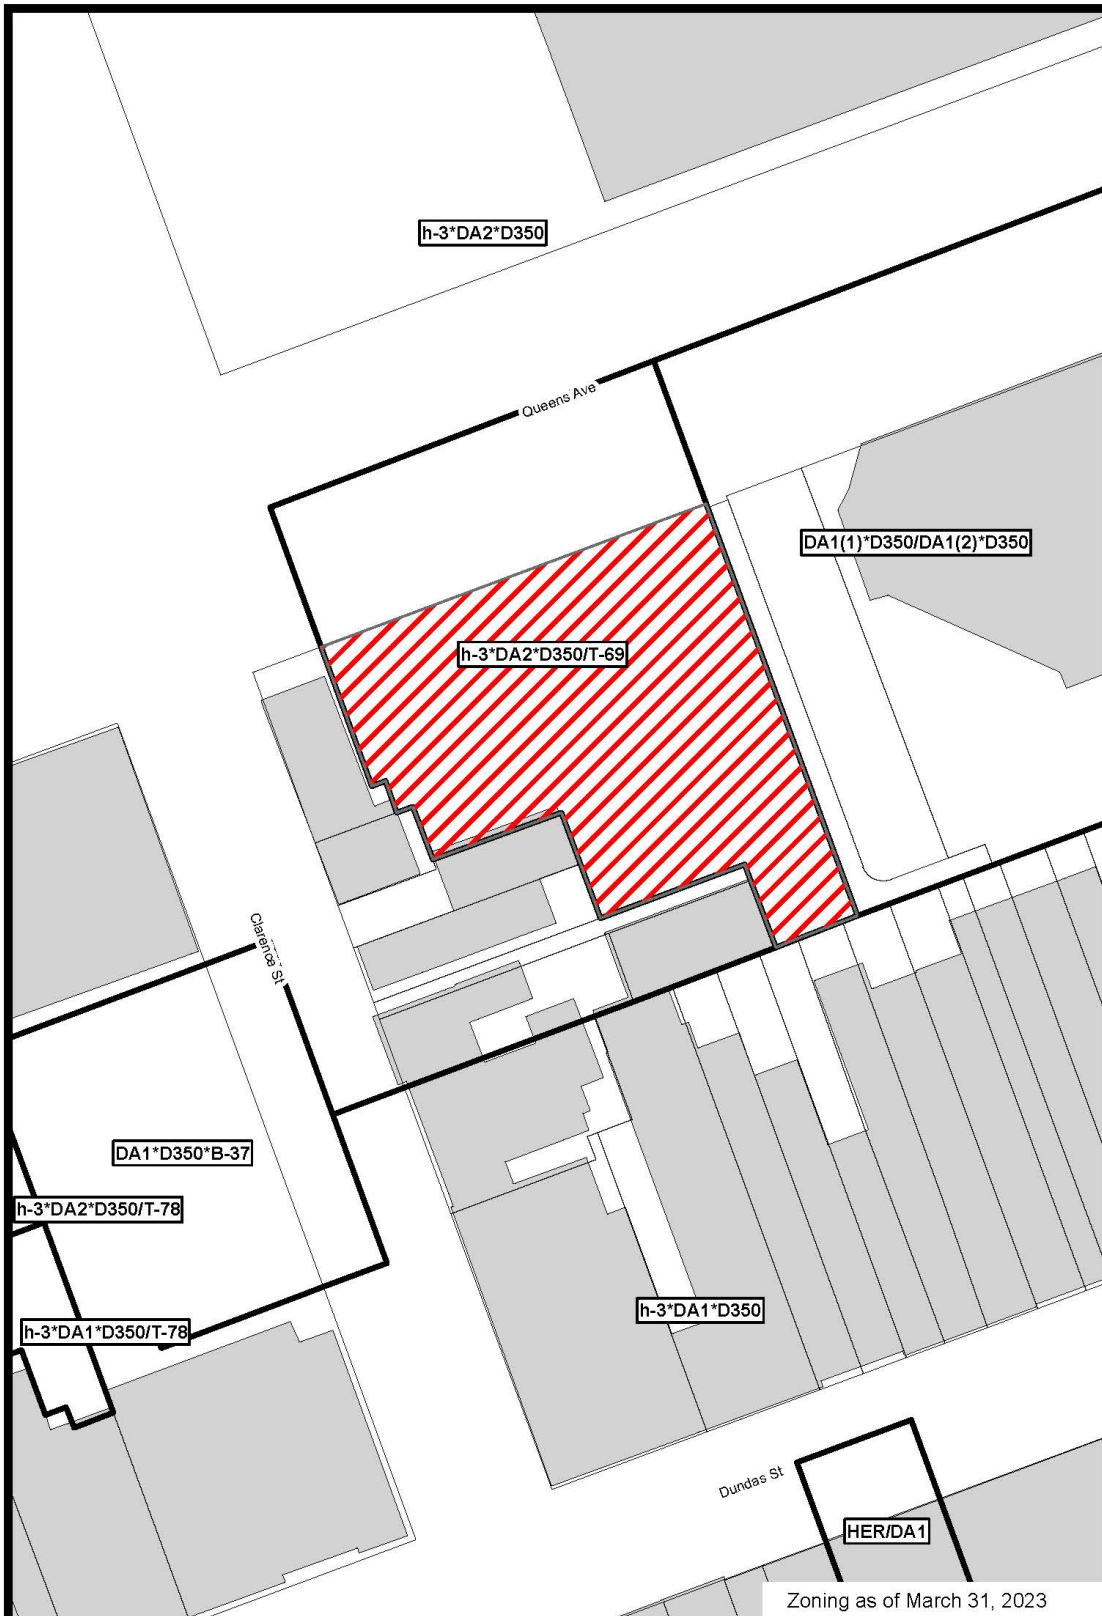 h-3*DA2*D350
Queens Ave
DA1(1)*D350/DA1(2)*D350
h-3*DA2*D350/T-69
Clarence St
DA1*D350*B-37
h-3*DA2*D350/T-78
h-3*DA1*D350
h-3*DA1*D350/T-78
Dundas St
HER/DA1
Zoning as of March 31, 2023